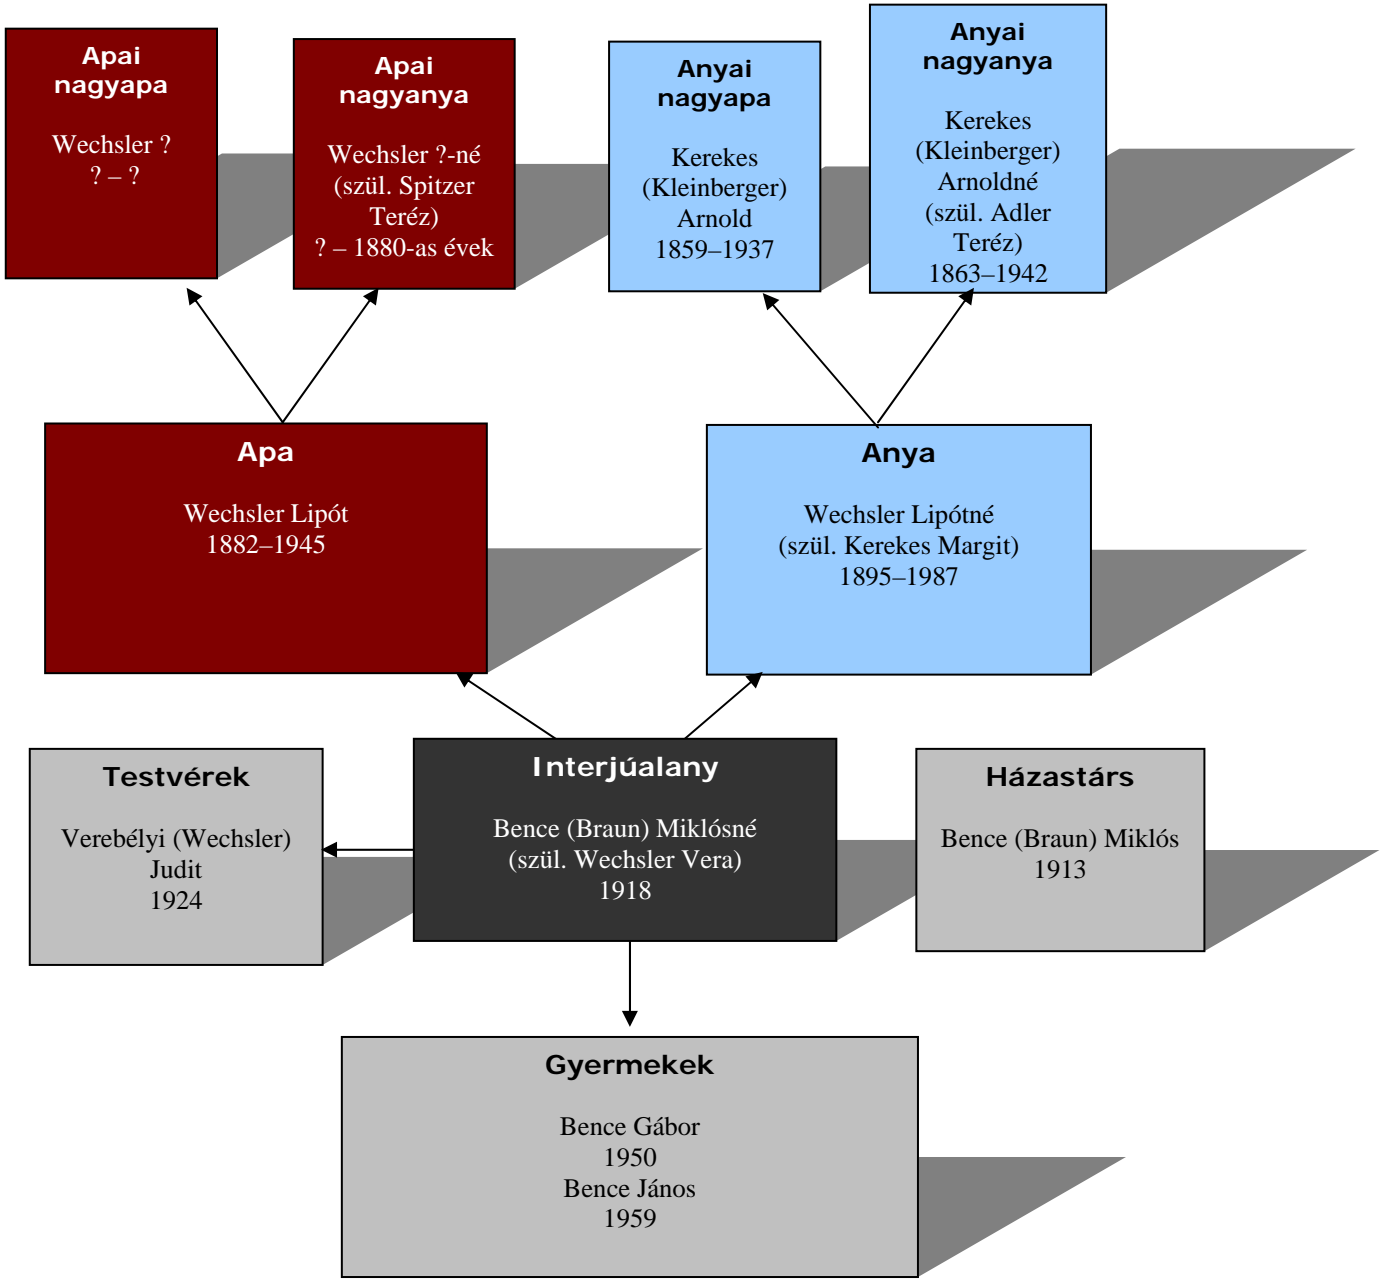 Apai
nagyapa
Wechsler ?
? – ?
Apai
nagyanya
Wechsler ?-né
(szül. Spitzer
Teréz)
? – 1880-as évek
Anyai
nagyapa
Kerekes
(Kleinberger)
Arnold
1859–1937
Anyai
nagyanya
Kerekes
(Kleinberger)
Arnoldné
(szül. Adler
Teréz)
1863–1942
Apa
Wechsler Lipót
1882–1945
Anya
Wechsler Lipótné
(szül. Kerekes Margit)
1895–1987
Testvérek
Verebélyi (Wechsler)
Judit
1924
Interjúalany
Bence (Braun) Miklósné
(szül. Wechsler Vera)
1918
Házastárs
Bence (Braun) Miklós
1913
Gyermekek
Bence Gábor
1950
Bence János
1959